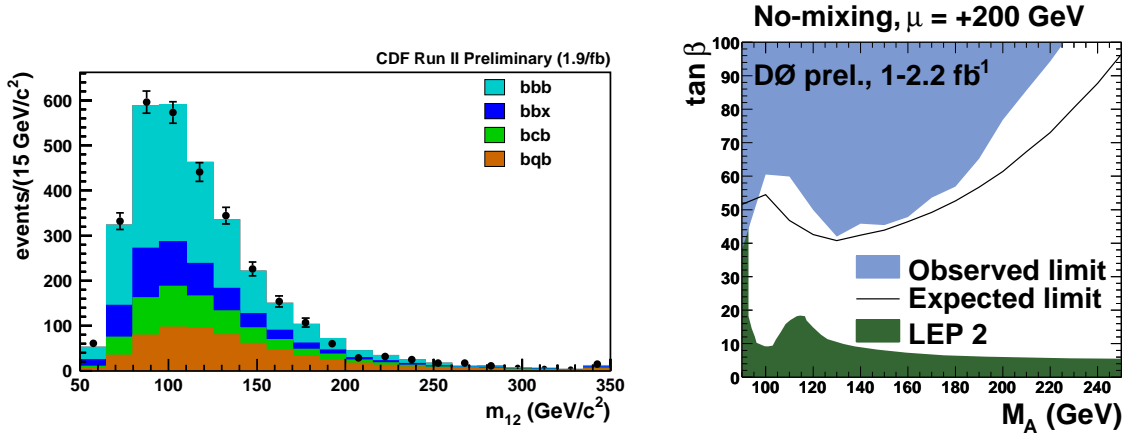 CDF Run II Preliminary (1.9/fb)
events/(15 GeV/c²)
600
500
400
300
200
100
0
bbb
bbx
bcb
bqb
50 100 150 200 250 300 350
m₁₂ (GeV/c²)
No-mixing, μ = +200 GeV
tan β
100
90
80
70
60
50
40
30
20
10
0
DØ prel., 1-2.2 fb⁻¹
Observed limit
Expected limit
LEP 2
100 120 140 160 180 200 220 240
M_A (GeV)